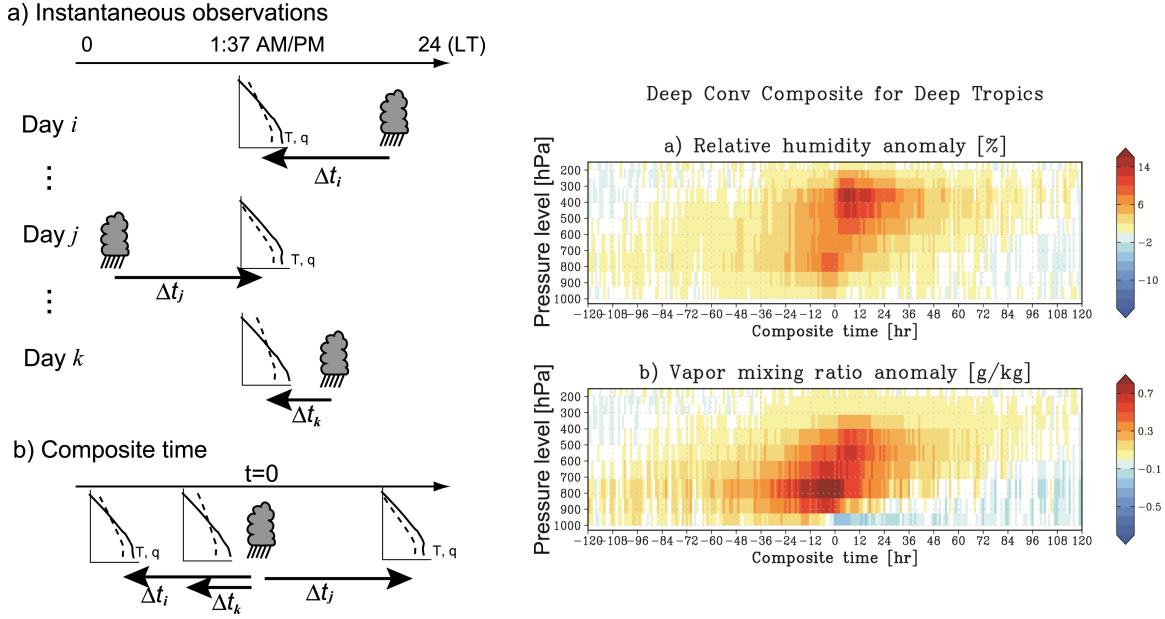 a) Instantaneous observations
0 1:37 AM/PM 24 (LT)
Day i
T, q
Δti
⋮
Day j
T, q
Δtj
⋮
Day k
Δtk
b) Composite time
t=0
T, q
T, q
Δti
Δtk
Δtj
Deep Conv Composite for Deep Tropics
a) Relative humidity anomaly [%]
Pressure level [hPa]
200
300
400
500
600
700
800
900
1000
−120 −108 −96 −84 −72 −60 −48 −36 −24 −12 0 12 24 36 48 60 72 84 96 108 120
Composite time [hr]
14
6
−2
−10
b) Vapor mixing ratio anomaly [g/kg]
Pressure level [hPa]
200
300
400
500
600
700
800
900
1000
−120 −108 −96 −84 −72 −60 −48 −36 −24 −12 0 12 24 36 48 60 72 84 96 108 120
Composite time [hr]
0.7
0.3
−0.1
−0.5